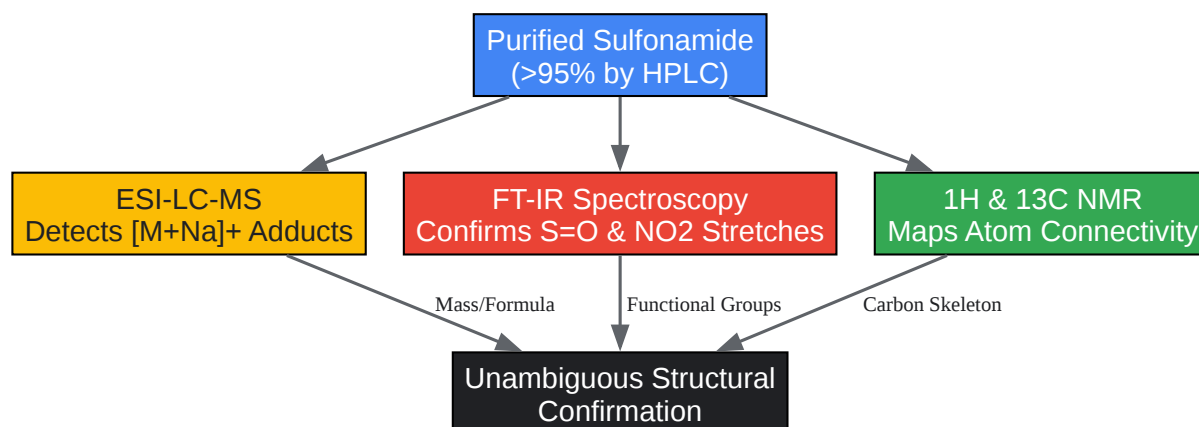 Purified Sulfonamide
(>95% by HPLC)
ESI-LC-MS
Detects [M+Na]+ Adducts
FT-IR Spectroscopy
Confirms S=O & NO2 Stretches
1H & 13C NMR
Maps Atom Connectivity
Mass/Formula
Functional Groups
Carbon Skeleton
Unambiguous Structural
Confirmation